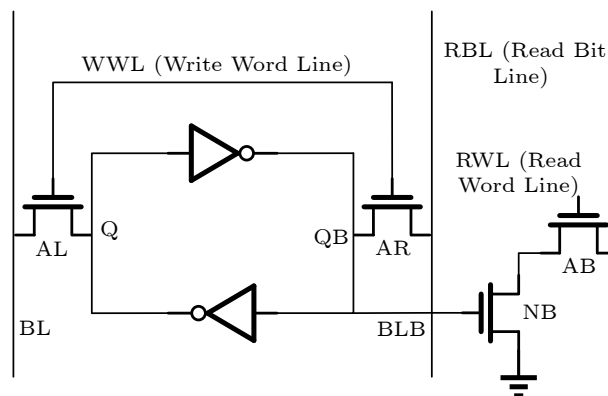 RBL (Read Bit
Line)
WWL (Write Word Line)
RWL (Read
Word Line)
Q
QB
AL
AR
AB
NB
BL
BLB